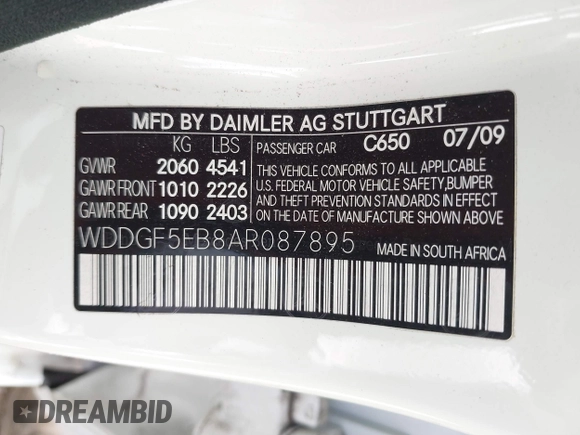 MFD BY DAIMLER AG STUTTGART
KG LBS PASSENGER CAR C650 07/09
GVWR 2060 4541 THIS VEHICLE CONFORMS TO ALL APPLICABLE
GAWR FRONT 1010 2226 U.S. FEDERAL MOTOR VEHICLE SAFETY, BUMPER
GAWR REAR 1090 2403 AND THEFT PREVENTION STANDARDS IN EFFECT
ON THE DATE OF MANUFACTURE SHOWN ABOVE.
WDDGF5EB8AR087895 MADE IN SOUTH AFRICA
DREAMBID